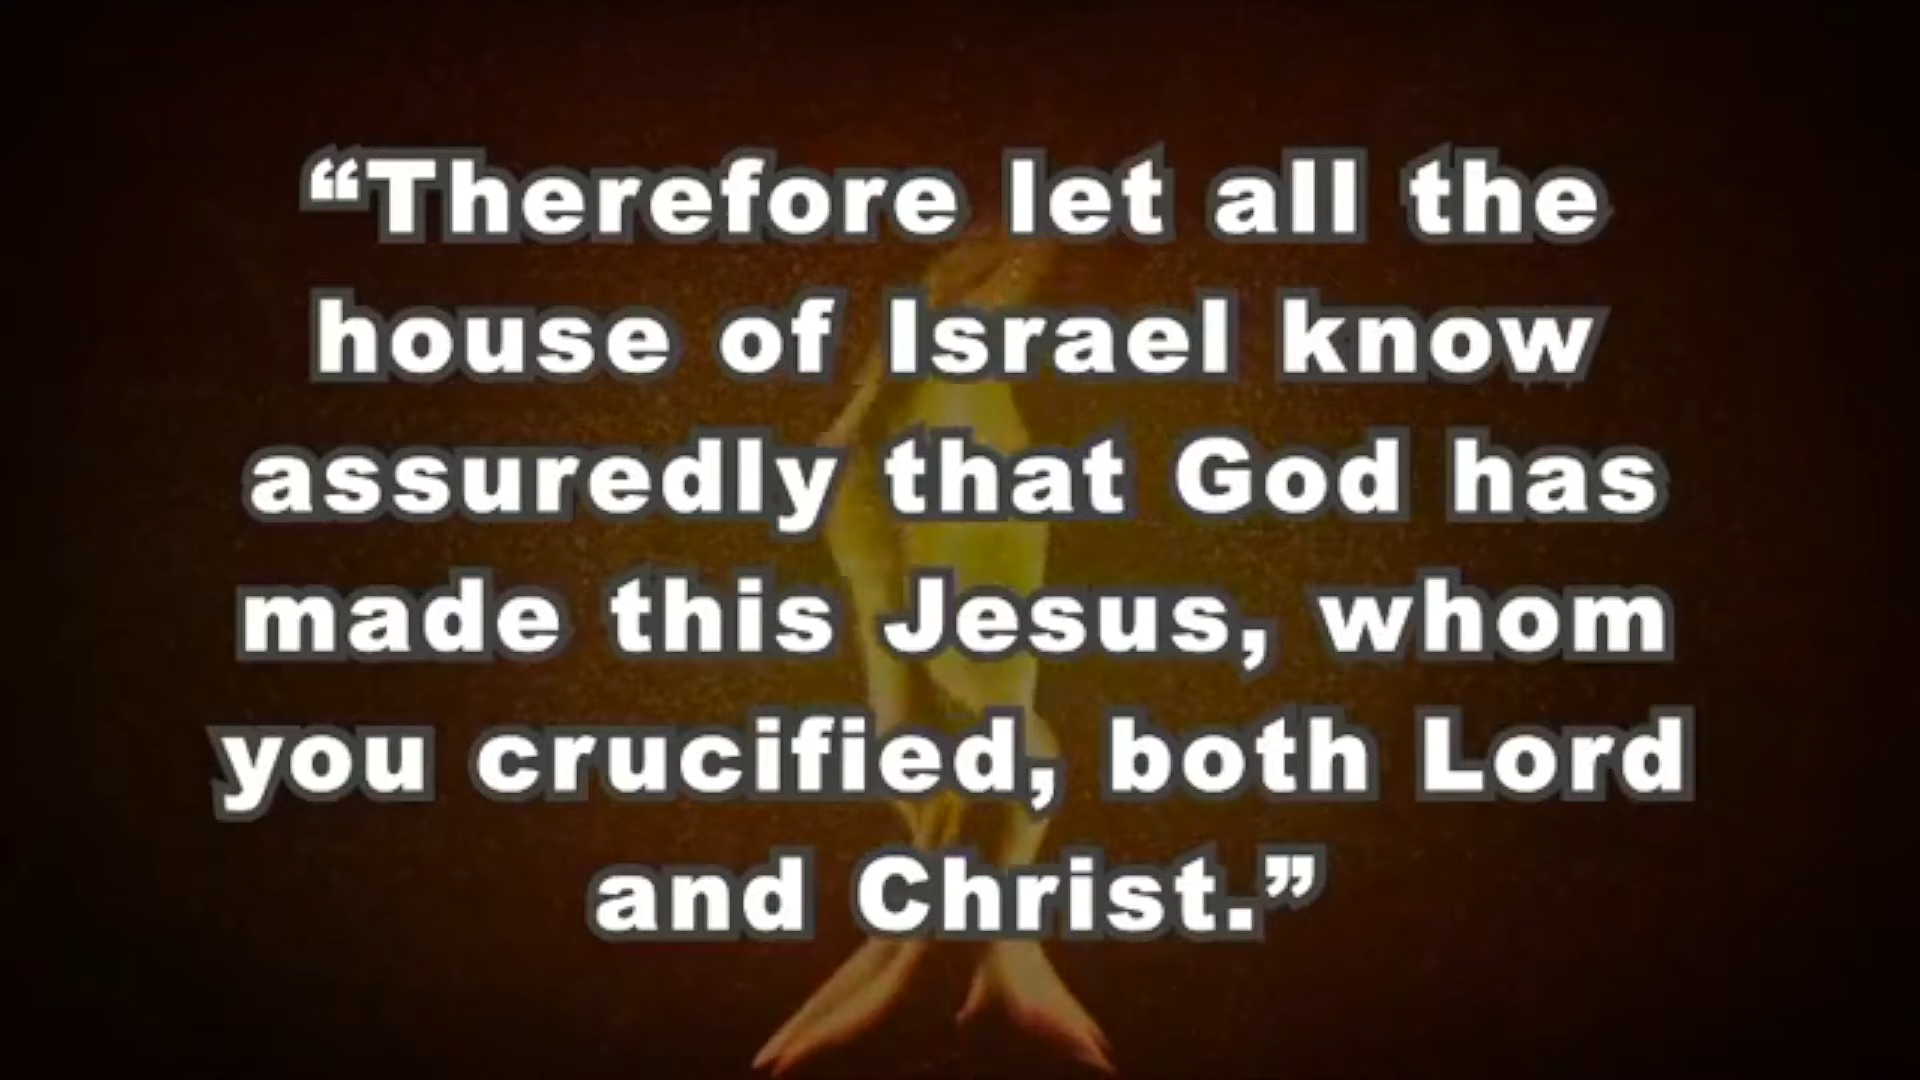 “Therefore let all the
house of Israel know
assuredly that God has
made this Jesus, whom
you crucified, both Lord
and Christ.”